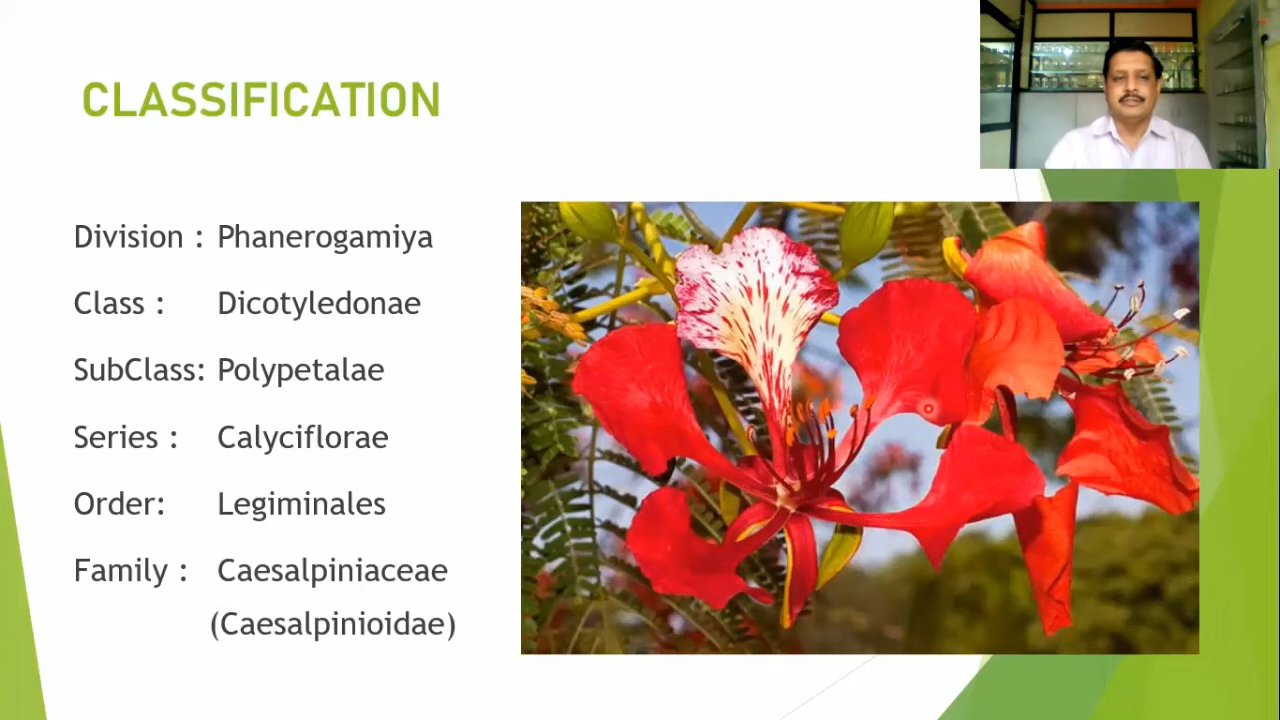 CLASSIFICATION
Division : Phanerogamiya
Class : Dicotyledonae
SubClass: Polypetalae
Series : Calyciflorae
Order: Legiminales
Family : Caesalpiniaceae
(Caesalpinioidae)